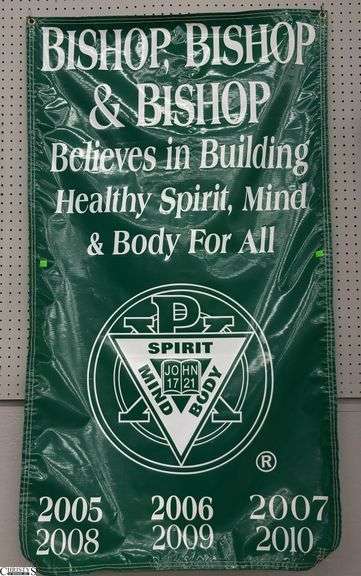 BISHOP, BISHOP
& BISHOP
Believes in Building
Healthy Spirit, Mind
& Body For All
SPIRIT
JOHN
17 21
MIND
BODY
®
2005 2006 2007
2008 2009 2010
CHRISTY'S